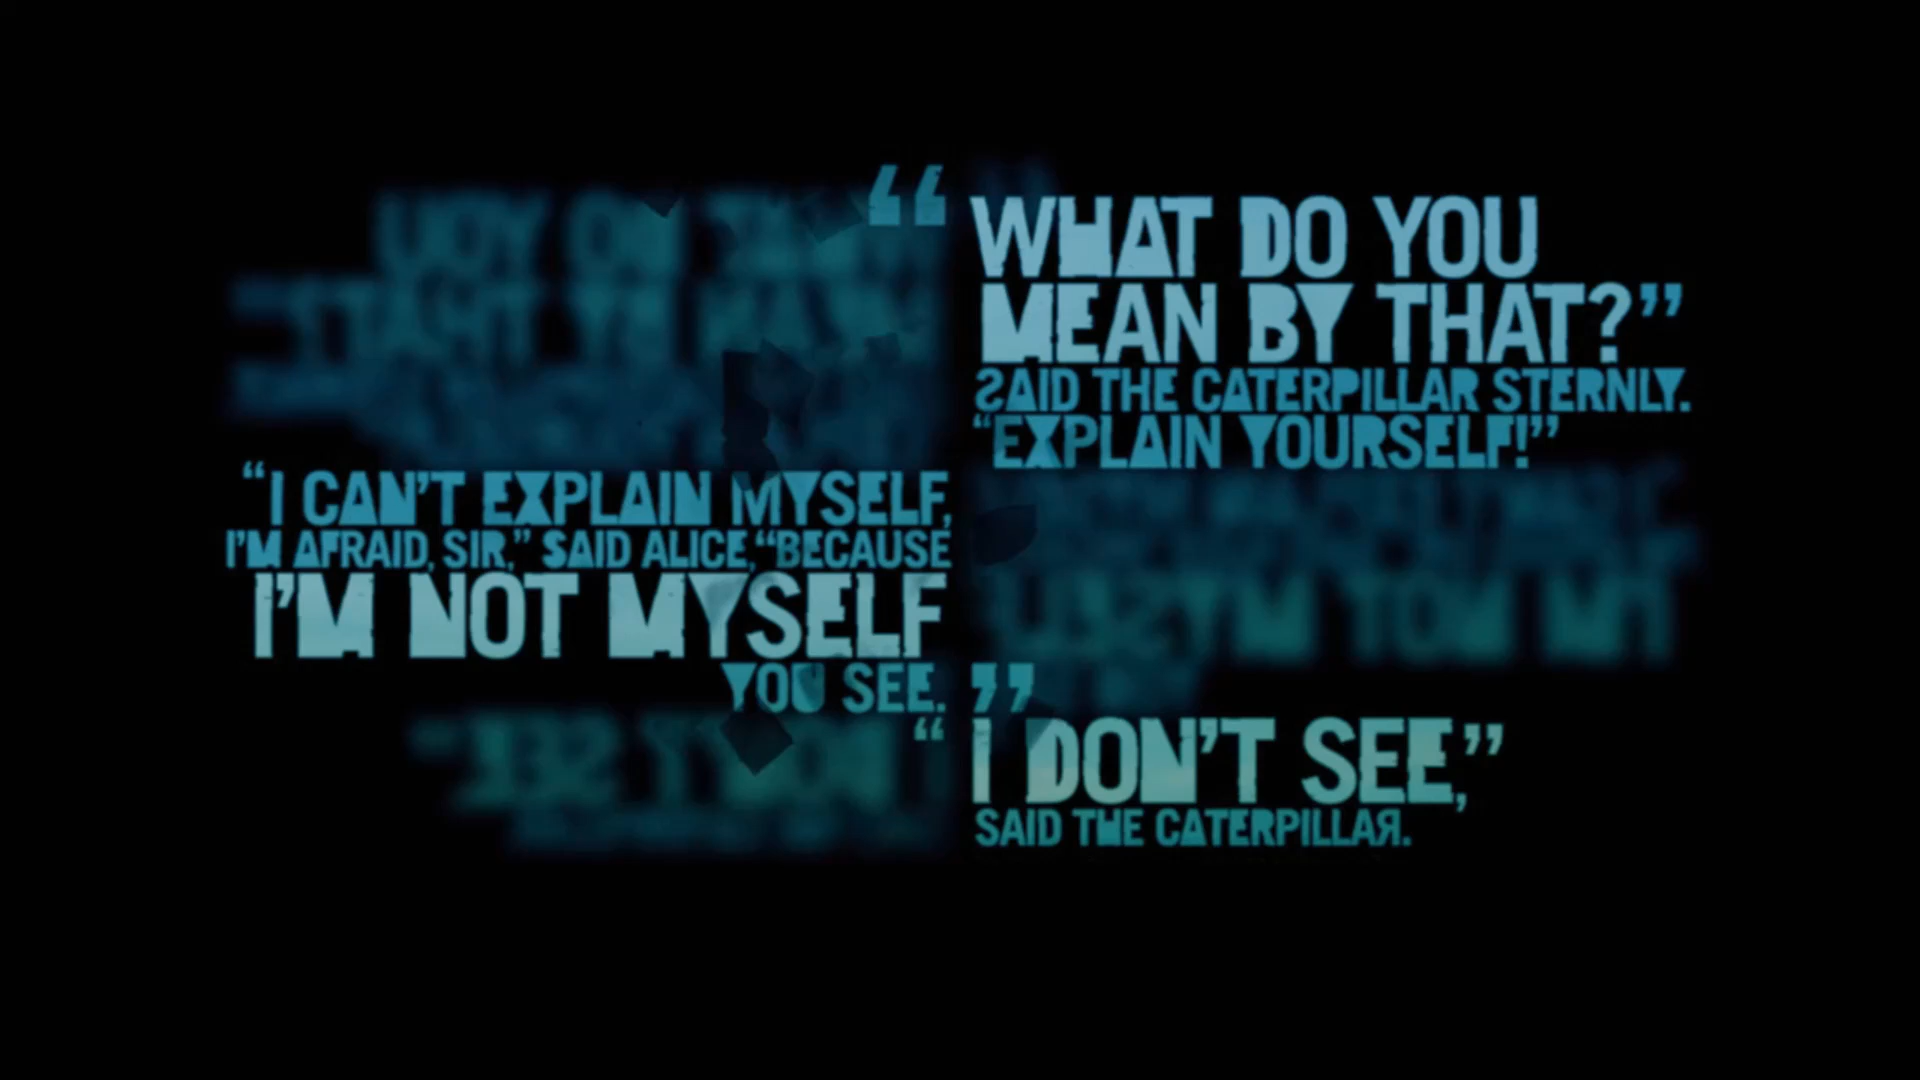 “WHAT DO YOU
MEAN BY THAT?”
SAID THE CATERPILLAR STERNLY.
“EXPLAIN YOURSELF!”
“I CAN’T EXPLAIN MYSELF,
I’M AFRAID, SIR,” SAID ALICE, “BECAUSE
I’M NOT MYSELF
YOU SEE.”
“I DON’T SEE,”
SAID THE CATERPILLAR.